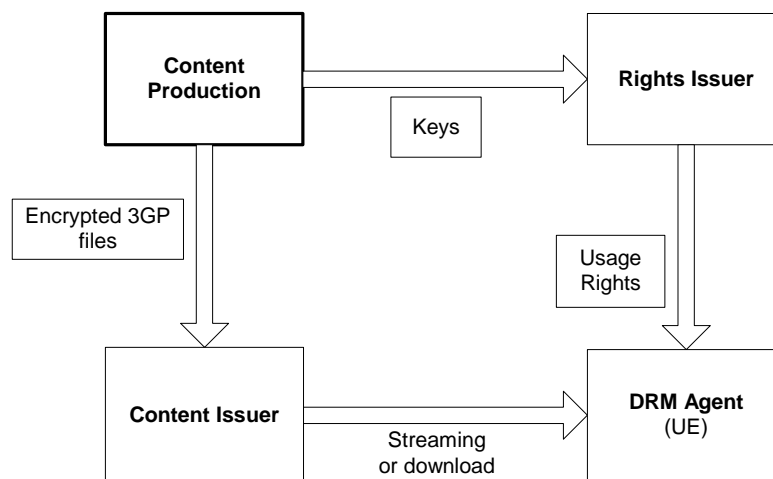 Content
Production
Rights Issuer
Keys
Encrypted 3GP
files
Usage
Rights
Content Issuer
DRM Agent
(UE)
Streaming
or download